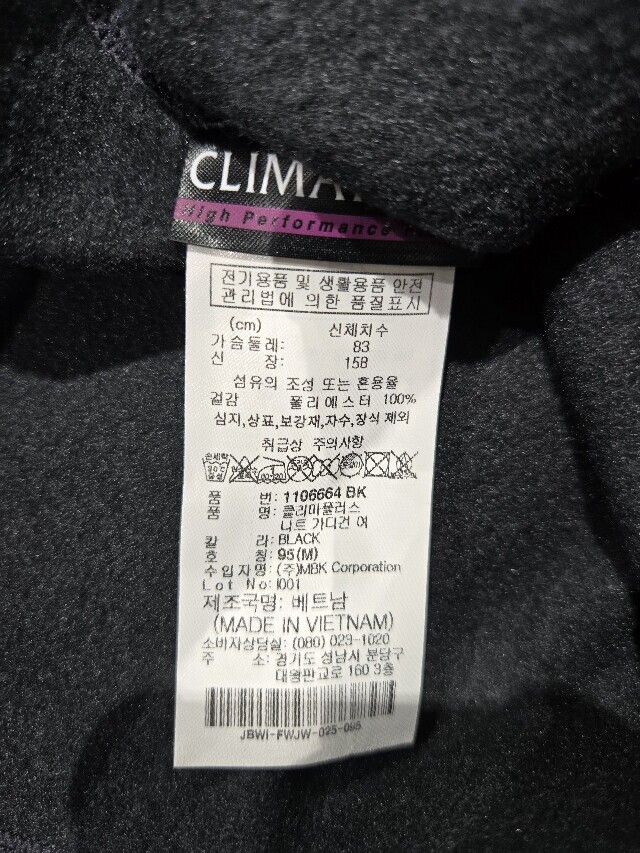 CLIMA
High Performance
전기용품 및 생활용품 안전
관리법에 의한 품질표시
(cm) 신체치수
가슴둘레: 83
신 장: 158
섬유의 조성 또는 혼용율
겉감 폴리에스터 100%
심지,상표,보강재,자수,장식 제외
취급상 주의사항
손세탁
30℃
품 번: 1106664 BK
품 명: 클리마플러스
니트 가디건 여
칼 라: BLACK
호 칭: 95(M)
수입자명: (주)MBK Corporation
Lot No: I001
제조국명: 베트남
(MADE IN VIETNAM)
소비자상담실: (080) 023-1020
주 소: 경기도 성남시 분당구
대왕판교로 160 3층
JBWI-FWJW-025-095